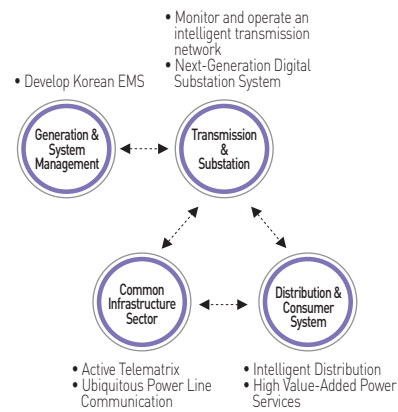 • Monitor and operate an
intelligent transmission
network
• Next-Generation Digital
Substation System
• Develop Korean EMS
Generation &
System
Management
Transmission
&
Substation
Common
Infrastructure
Sector
Distribution &
Consumer
System
• Active Telematrix
• Ubiquitous Power Line
Communication
• Intelligent Distribution
• High Value-Added Power
Services